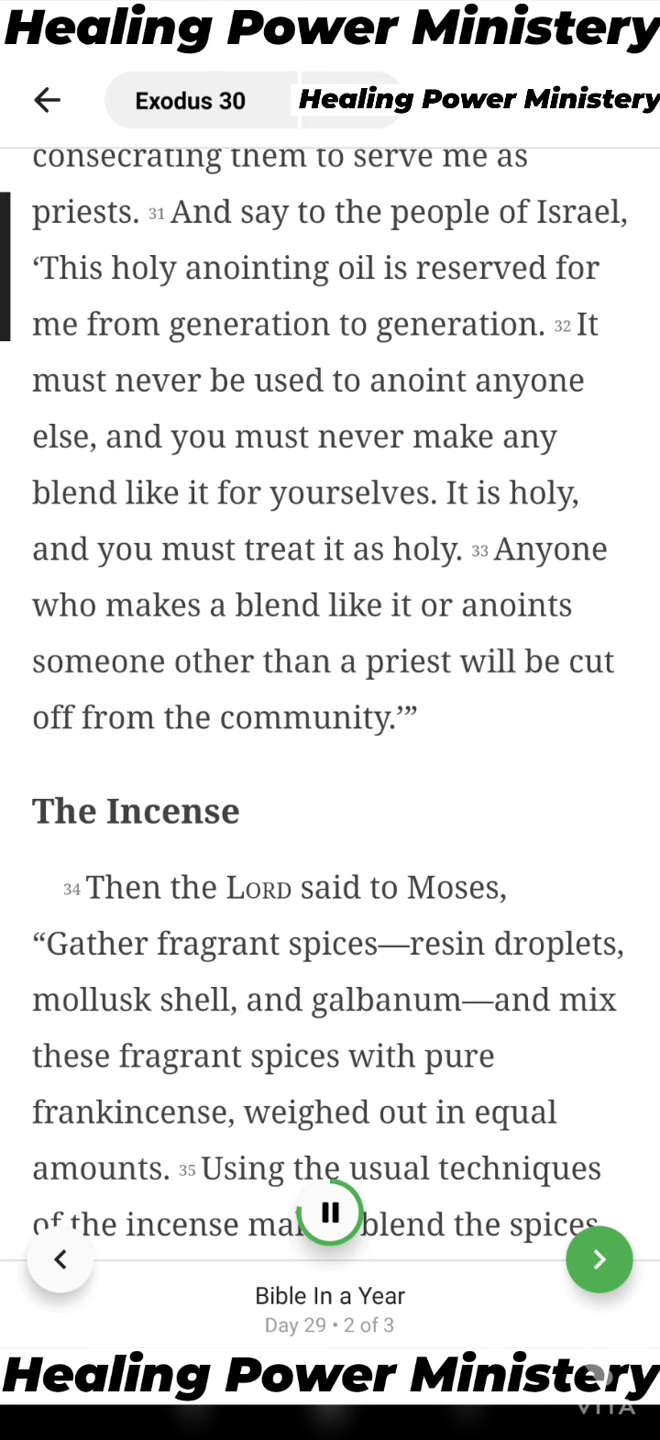 Healing Power Ministery
Exodus 30
Healing Power Ministery
consecrating them to serve me as
priests. 31 And say to the people of Israel,
‘This holy anointing oil is reserved for
me from generation to generation. 32 It
must never be used to anoint anyone
else, and you must never make any
blend like it for yourselves. It is holy,
and you must treat it as holy. 33 Anyone
who makes a blend like it or anoints
someone other than a priest will be cut
off from the community.’”
The Incense
34 Then the LORD said to Moses,
“Gather fragrant spices—resin droplets,
mollusk shell, and galbanum—and mix
these fragrant spices with pure
frankincense, weighed out in equal
amounts. 35 Using the usual techniques
of the incense blend the spices
Bible In a Year
Day 29 • 2 of 3
Healing Power Ministery
VITA